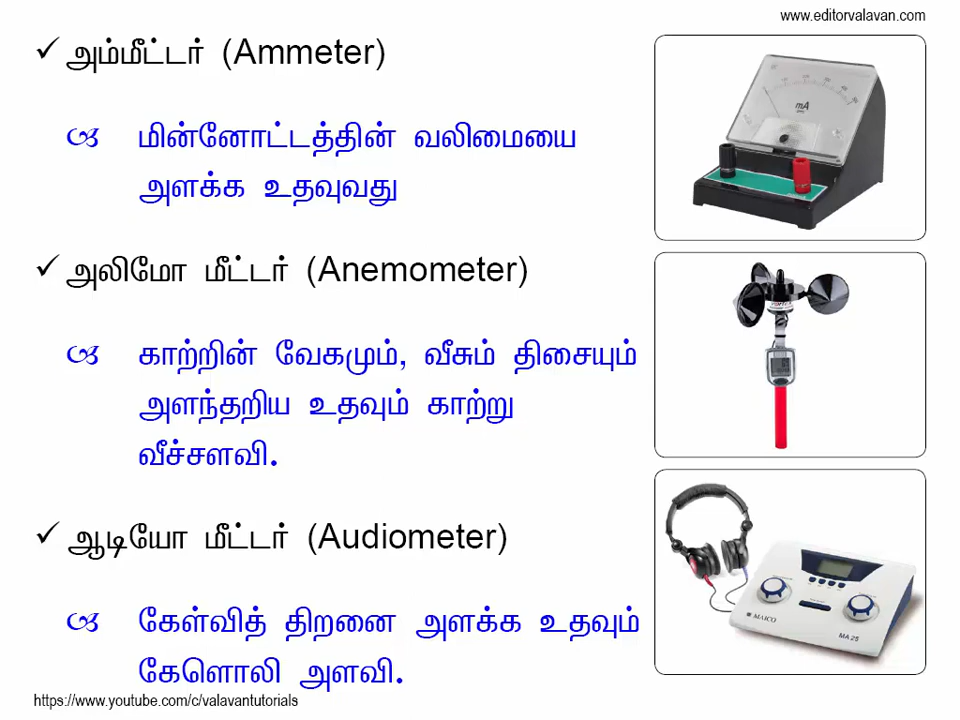 www.editorvalavan.com
✓ அம்மீட்டர் (Ammeter)
மின்னோட்டத்தின் வலிமையை
அளக்க உதவுவது
mA
✓ அலிமோ மீட்டர் (Anemometer)
காற்றின் வேகமும், வீசும் திசையும்
அளந்தறிய உதவும் காற்று
வீச்சளவி.
✓ ஆடியோ மீட்டர் (Audiometer)
கேள்வித் திறனை அளக்க உதவும்
கேளொலி அளவி.
MAICO
MA 25
https://www.youtube.com/c/valavantutorials